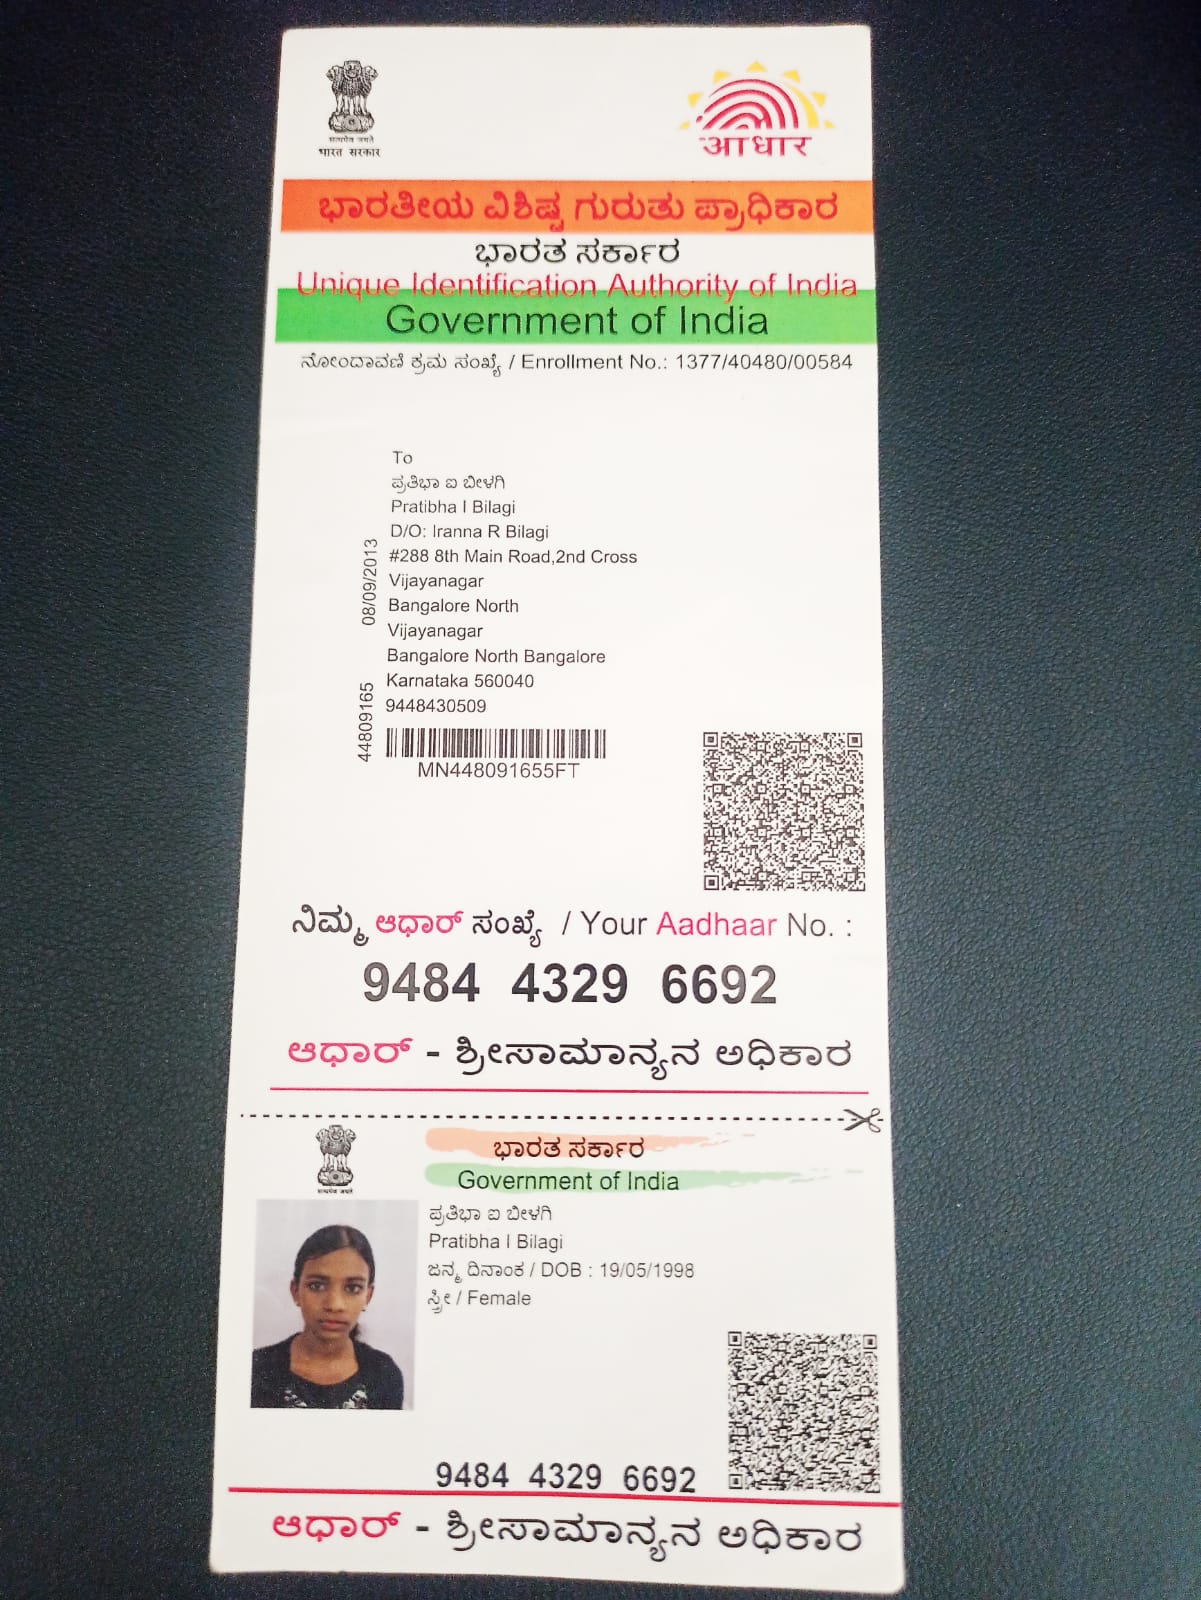 सत्यमेव जयते
भारत सरकार
आधार
ಭಾರತೀಯ ವಿಶಿಷ್ಟ ಗುರುತು ಪ್ರಾಧಿಕಾರ
ಭಾರತ ಸರ್ಕಾರ
Unique Identification Authority of India
Government of India
ನೋಂದಾವಣಿ ಕ್ರಮ ಸಂಖ್ಯೆ / Enrollment No.: 1377/40480/00584
To
ಪ್ರತಿಭಾ ಐ ಬೀಳಗಿ
Pratibha I Bilagi
D/O: Iranna R Bilagi
#288 8th Main Road,2nd Cross
Vijayanagar
Bangalore North
Vijayanagar
Bangalore North Bangalore
Karnataka 560040
9448430509
08/09/2013
44809165
MN448091655FT
ನಿಮ್ಮ ಆಧಾರ್ ಸಂಖ್ಯೆ / Your Aadhaar No. :
9484 4329 6692
ಆಧಾರ್ - ಶ್ರೀಸಾಮಾನ್ಯನ ಅಧಿಕಾರ
सत्यमेव जयते
ಭಾರತ ಸರ್ಕಾರ
Government of India
ಪ್ರತಿಭಾ ಐ ಬೀಳಗಿ
Pratibha I Bilagi
ಜನ್ಮ ದಿನಾಂಕ / DOB : 19/05/1998
ಸ್ತ್ರೀ / Female
9484 4329 6692
ಆಧಾರ್ - ಶ್ರೀಸಾಮಾನ್ಯನ ಅಧಿಕಾರ